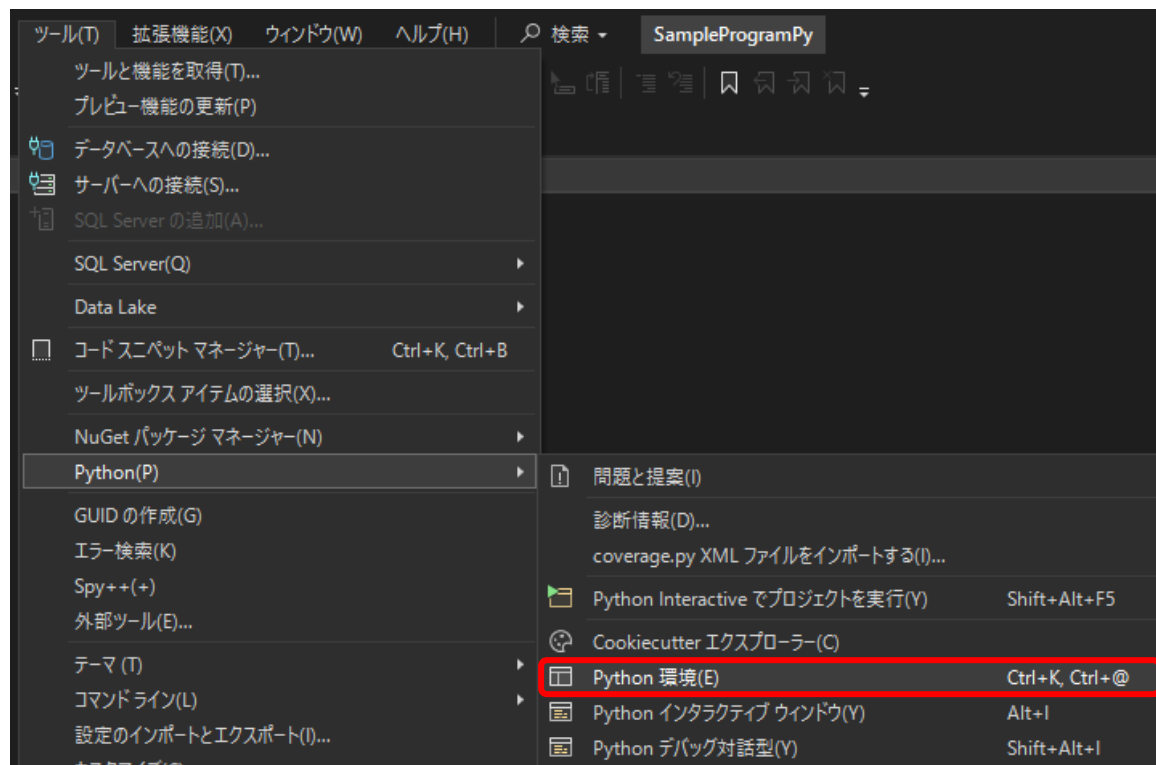 ツール(T) 拡張機能(X) ウィンドウ(W) ヘルプ(H) 検索 SampleProgramPy
ツールと機能を取得(T)...
プレビュー機能の更新(P)
データベースへの接続(D)...
サーバーへの接続(S)...
SQL Server の追加(A)...
SQL Server(Q)
Data Lake
コード スニペット マネージャー(T)... Ctrl+K, Ctrl+B
ツールボックス アイテムの選択(X)...
NuGet パッケージ マネージャー(N)
Python(P)
GUID の作成(G)
エラー検索(K)
Spy++(+)
外部ツール(E)...
テーマ (T)
コマンド ライン(L)
設定のインポートとエクスポート(I)...
問題と提案(I)
診断情報(D)...
coverage.py XML ファイルをインポートする(I)...
Python Interactive でプロジェクトを実行(Y) Shift+Alt+F5
Cookiecutter エクスプローラー(C)
Python 環境(E) Ctrl+K, Ctrl+@
Python インタラクティブ ウィンドウ(Y) Alt+I
Python デバッグ対話型(Y) Shift+Alt+I